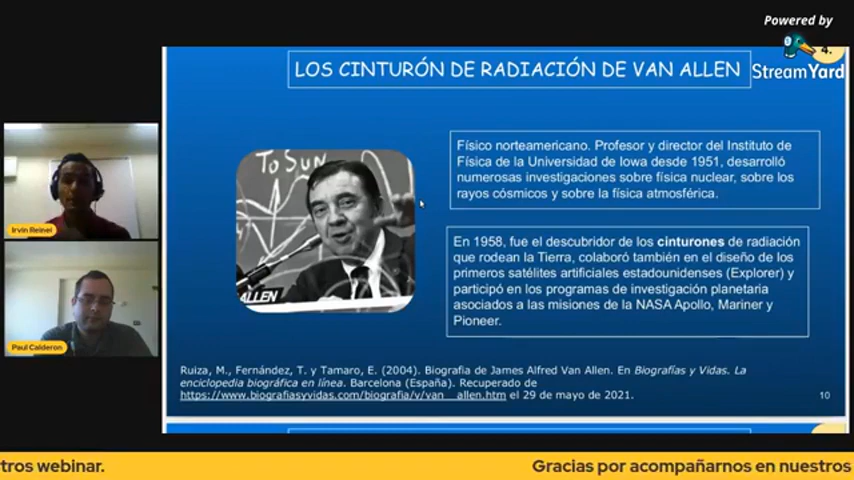 Powered by
StreamYard
4.
LOS CINTURÓN DE RADIACIÓN DE VAN ALLEN
Físico norteamericano. Profesor y director del Instituto de
Física de la Universidad de Iowa desde 1951, desarrolló
numerosas investigaciones sobre física nuclear, sobre los
rayos cósmicos y sobre la física atmosférica.
To SUN
ALLEN
En 1958, fue el descubridor de los cinturones de radiación
que rodean la Tierra, colaboró también en el diseño de los
primeros satélites artificiales estadounidenses (Explorer) y
participó en los programas de investigación planetaria
asociados a las misiones de la NASA Apollo, Mariner y
Pioneer.
Irvin Reinel
Paul Calderon
Ruiza, M., Fernández, T. y Tamaro, E. (2004). Biografia de James Alfred Van Allen. En Biografías y Vidas. La
enciclopedia biográfica en línea. Barcelona (España). Recuperado de
https://www.biografiasyvidas.com/biografia/v/van_allen.htm el 29 de mayo de 2021.
10
tros webinar.
Gracias por acompañarnos en nuestros